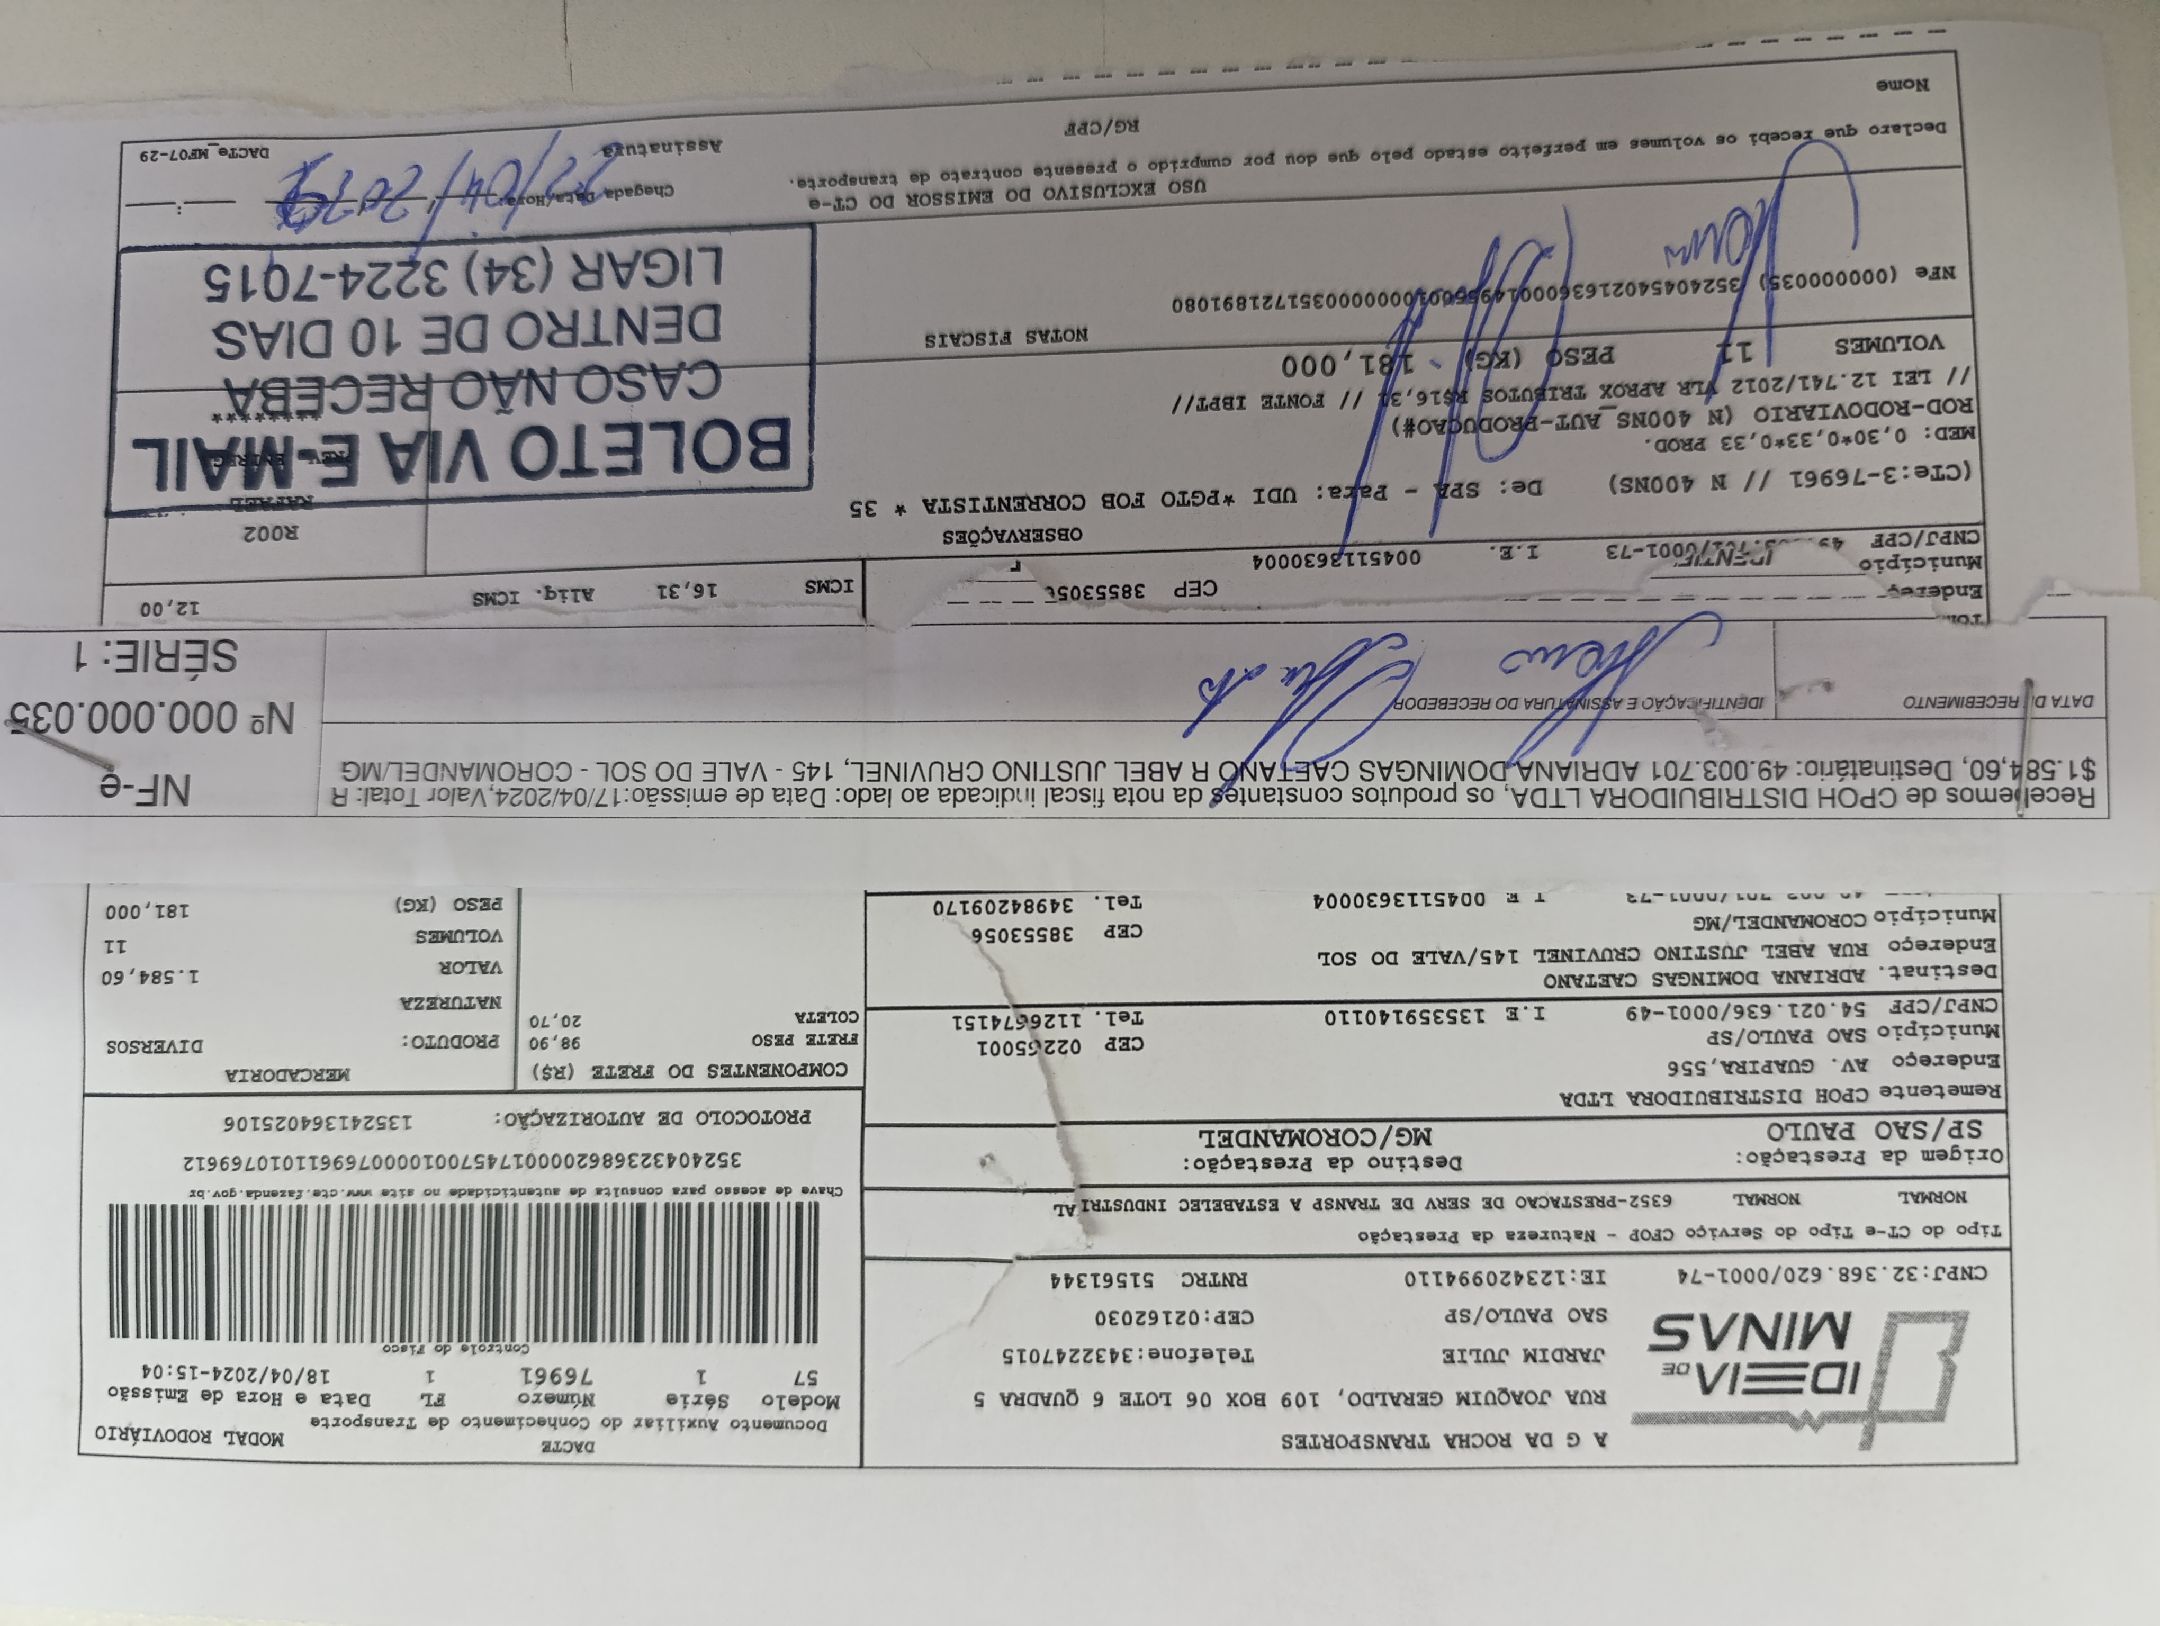 A G DA ROCHA TRANSPORTES
RUA JOAQUIM GERALDO, 109 BOX 06 LOTE 6 QUADRA 5
JARDIM JULIE Telefone:3432247015
SAO PAULO/SP CEP:02162030
IDEIA DE
MINAS
CNPJ:32.368.620/0001-74 IE:123420994110 RNTRC 51561344
DACTE MODAL RODOVIÁRIO
Documento Auxiliar do Conhecimento de Transporte
Modelo Série Número FL Data e Hora de Emissão
57 1 76961 1 18/04/2024-15:04
Controle do Fisco
Chave de acesso para consulta de autenticidade no site www.cte.fazenda.gov.br
35240432368620000174570010000769611010769612
PROTOCOLO DE AUTORIZAÇÃO: 135241364025106
Tipo do CT-e Tipo do Serviço CFOP - Natureza da Prestação
NORMAL NORMAL 6352-PRESTACAO DE SERV DE TRANSP A ESTABELEC INDUSTRIAL
Origem da Prestação: Destino da Prestação:
SP/SAO PAULO MG/COROMANDEL
Remetente CPOH DISTRIBUIDORA LTDA
Endereço AV. GUAPIRA,556
Município SAO PAULO/SP CEP 02265001
CNPJ/CPF 54.021.636/0001-49 I.E 135359140110 Tel. 1126674151
Destinat. ADRIANA DOMINGAS CAETANO
Endereço RUA ABEL JUSTINO CRUVINEL 145/VALE DO SOL
Município COROMANDEL/MG CEP 38553056
I E 0045113630004 Tel. 34984209170
COMPONENTES DO FRETE (R$) MERCADORIA
FRETE PESO 98,90 PRODUTO: DIVERSOS
COLETA 20,70
NATUREZA
VALOR 1.584,60
VOLUMES 11
PESO (KG) 181,000
Recebemos de CPOH DISTRIBUIDORA LTDA, os produtos constantes da nota fiscal indicada ao lado: Data de emissão:17/04/2024,Valor Total: R
$1.584,60, Destinatário: 49.003.701 ADRIANA DOMINGAS CAETANO R ABEL JUSTINO CRUVINEL, 145 - VALE DO SOL - COROMANDEL/MG
NF-e
Nº 000.000.035
SÉRIE: 1
DATA DE RECEBIMENTO IDENTIFICAÇÃO E ASSINATURA DO RECEBEDOR
Endereç
Município CEP 3855305
CNPJ/CPF I.E. 0045113630004
ICMS 16,31 Aliq. ICMS 12,00
OBSERVAÇÕES
(CTe:3-76961 // N 400NS) De: SPA - Para: UDI *PGTO FOB CORRENTISTA * 35
MED: 0,30*0,33*0,33 PROD.
ROD-RODOVIARIO (N 400NS_AUT-PRODUCAO#)
// LEI 12.741/2012 VLR APROX TRIBUTOS R$16,31 // FONTE IBPT//
VOLUMES 11 PESO (KG) 181,000
R002
RAFAEL
BOLETO VIA E-MAIL
CASO NÃO RECEBA
DENTRO DE 10 DIAS
LIGAR (34) 3224-7015
NOTAS FISCAIS
NFe (000000035) 35240454021636000149550010000000351721891080
USO EXCLUSIVO DO EMISSOR DO CT-e
Declaro que recebi os volumes em perfeito estado pelo que dou por cumprido o presente contrato de transporte.
Chegada Data/Hora:
Nome RG/CPF Assinatura DACTe_MF07-29